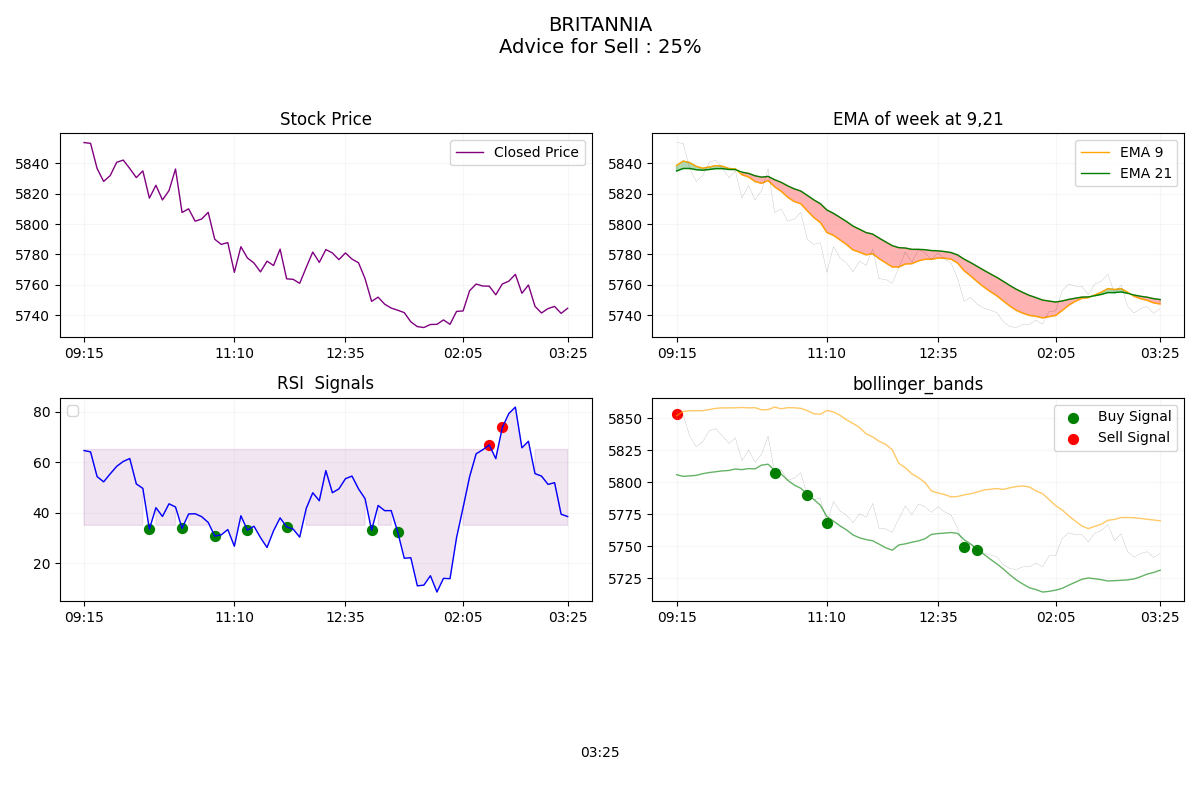 BRITANNIA
Advice for Sell : 25%
Stock Price
Closed Price
5840
5820
5800
5780
5760
5740
09:15 11:10 12:35 02:05 03:25
EMA of week at 9,21
EMA 9
EMA 21
5840
5820
5800
5780
5760
5740
09:15 11:10 12:35 02:05 03:25
RSI  Signals
80
60
40
20
09:15 11:10 12:35 02:05 03:25
bollinger_bands
Buy Signal
Sell Signal
5850
5825
5800
5775
5750
5725
09:15 11:10 12:35 02:05 03:25
03:25